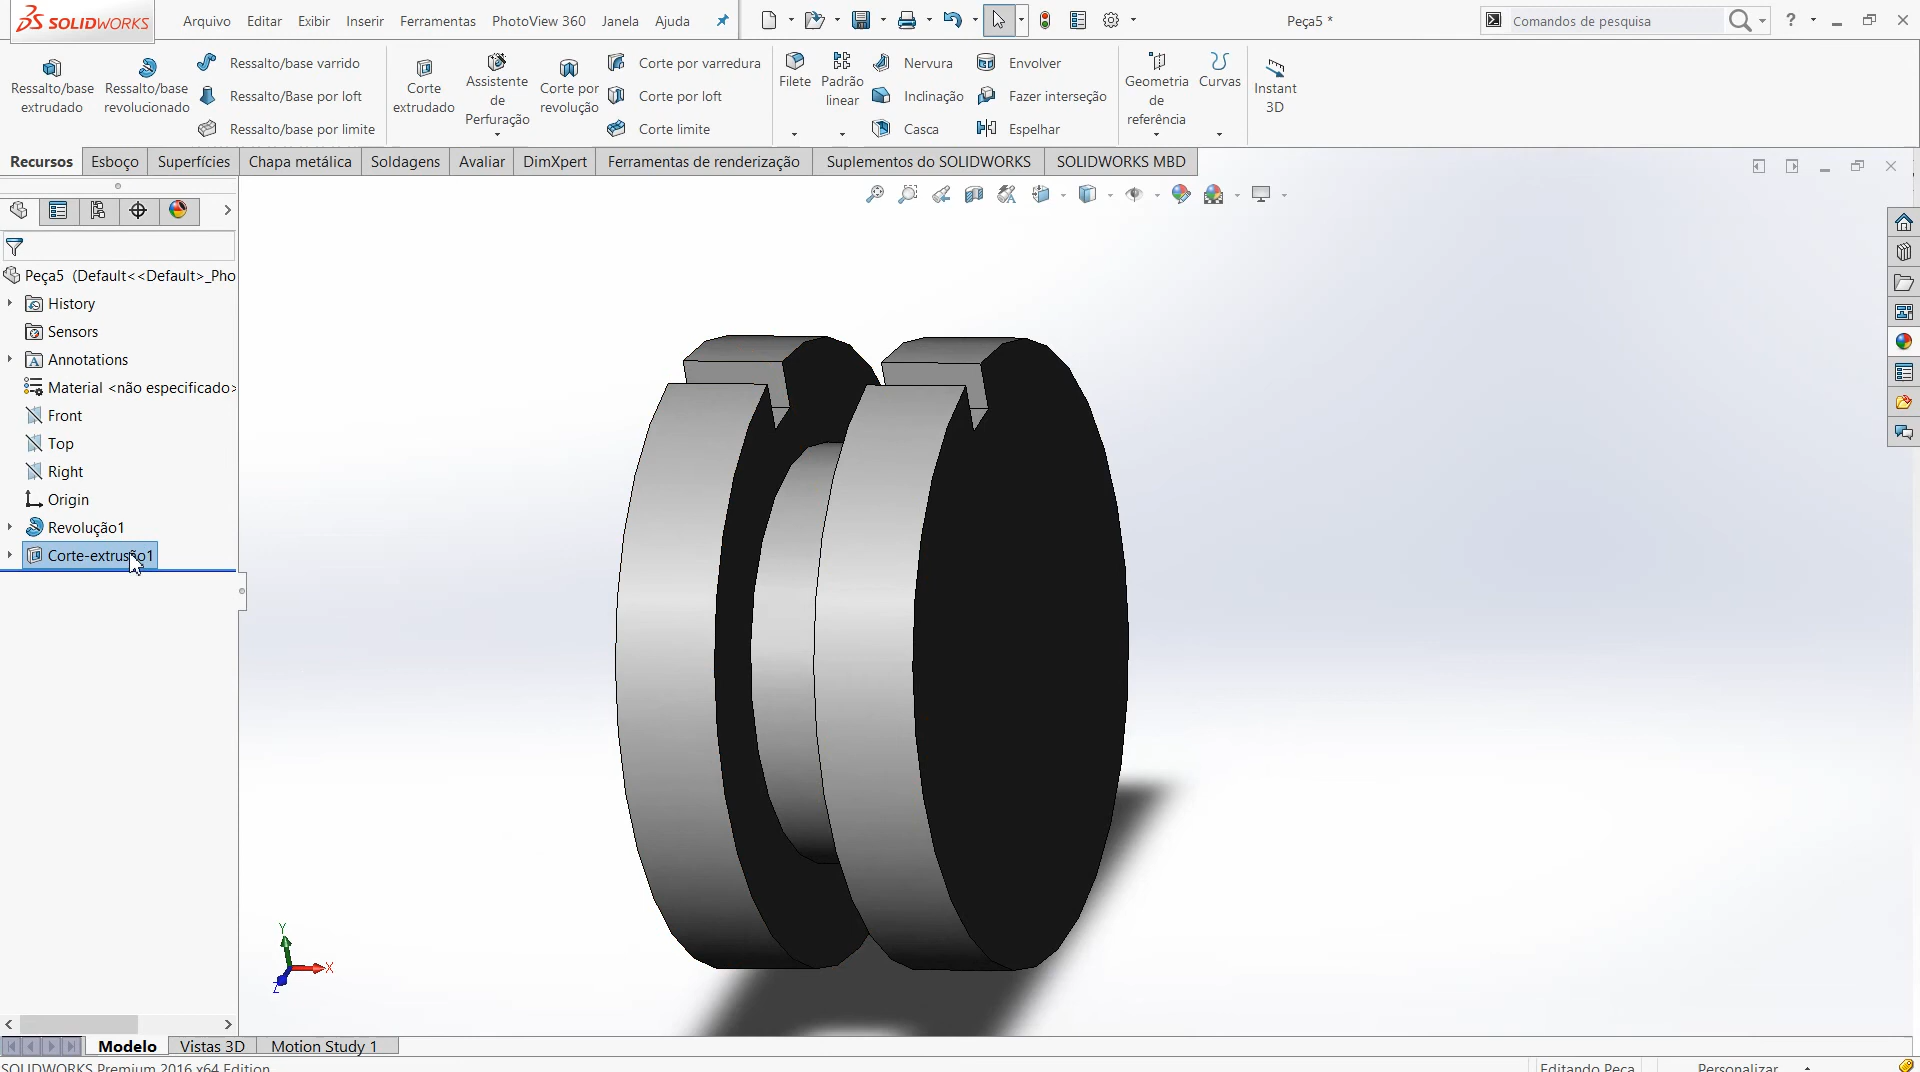 SOLIDWORKS
Arquivo Editar Exibir Inserir Ferramentas PhotoView 360 Janela Ajuda
Peça5 *
Comandos de pesquisa
?
Ressalto/base extrudado
Ressalto/base revolucionado
Ressalto/base varrido
Ressalto/Base por loft
Ressalto/base por limite
Corte extrudado
Assistente de Perfuração
Corte por revolução
Corte por varredura
Corte por loft
Corte limite
Filete
Padrão linear
Nervura
Inclinação
Casca
Envolver
Fazer interseção
Espelhar
Geometria de referência
Curvas
Instant 3D
Recursos Esboço Superfícies Chapa metálica Soldagens Avaliar DimXpert Ferramentas de renderização Suplementos do SOLIDWORKS SOLIDWORKS MBD
Peça5 (Default<<Default>_Pho
History
Sensors
Annotations
Material <não especificado>
Front
Top
Right
Origin
Revolução1
Corte-extrusão1
Y
X
Z
Modelo Vistas 3D Motion Study 1
SOLIDWORKS Premium 2016 x64 Edition
Editando Peça
Personalizar